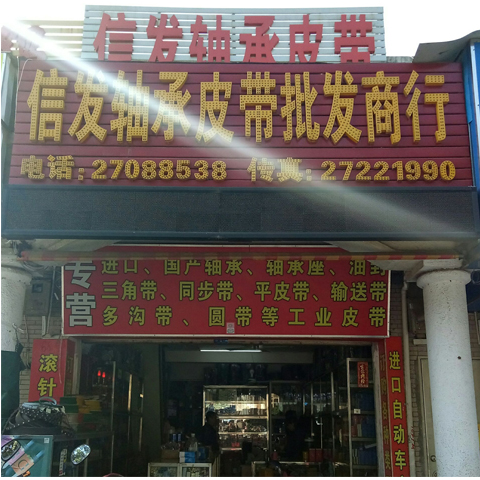 信发轴承皮带
信发轴承皮带批发商行
电话:27088538 传真:27221990
专营
进口、国产轴承、轴承座、油封
三角带、同步带、平皮带、输送带
多沟带、圆带等工业皮带
滚针
进口自动车